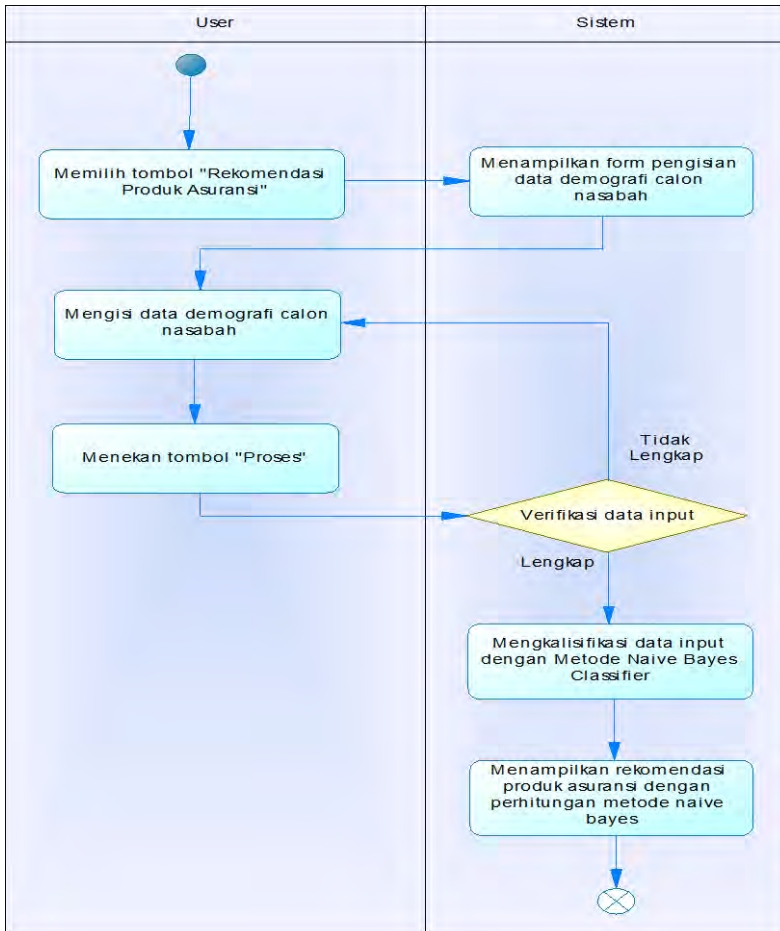 User
Sistem
Memilih tombol "Rekomendasi
Produk Asuransi"
Menampilkan form pengisian
data demografi calon
nasabah
Mengisi data demografi calon
nasabah
Menekan tombol "Proses"
Tidak
Lengkap
Verifikasi data input
Lengkap
Mengkalisifikasi data input
dengan Metode Naive Bayes
Classifier
Menampilkan rekomendasi
produk asuransi dengan
perhitungan metode naive
bayes